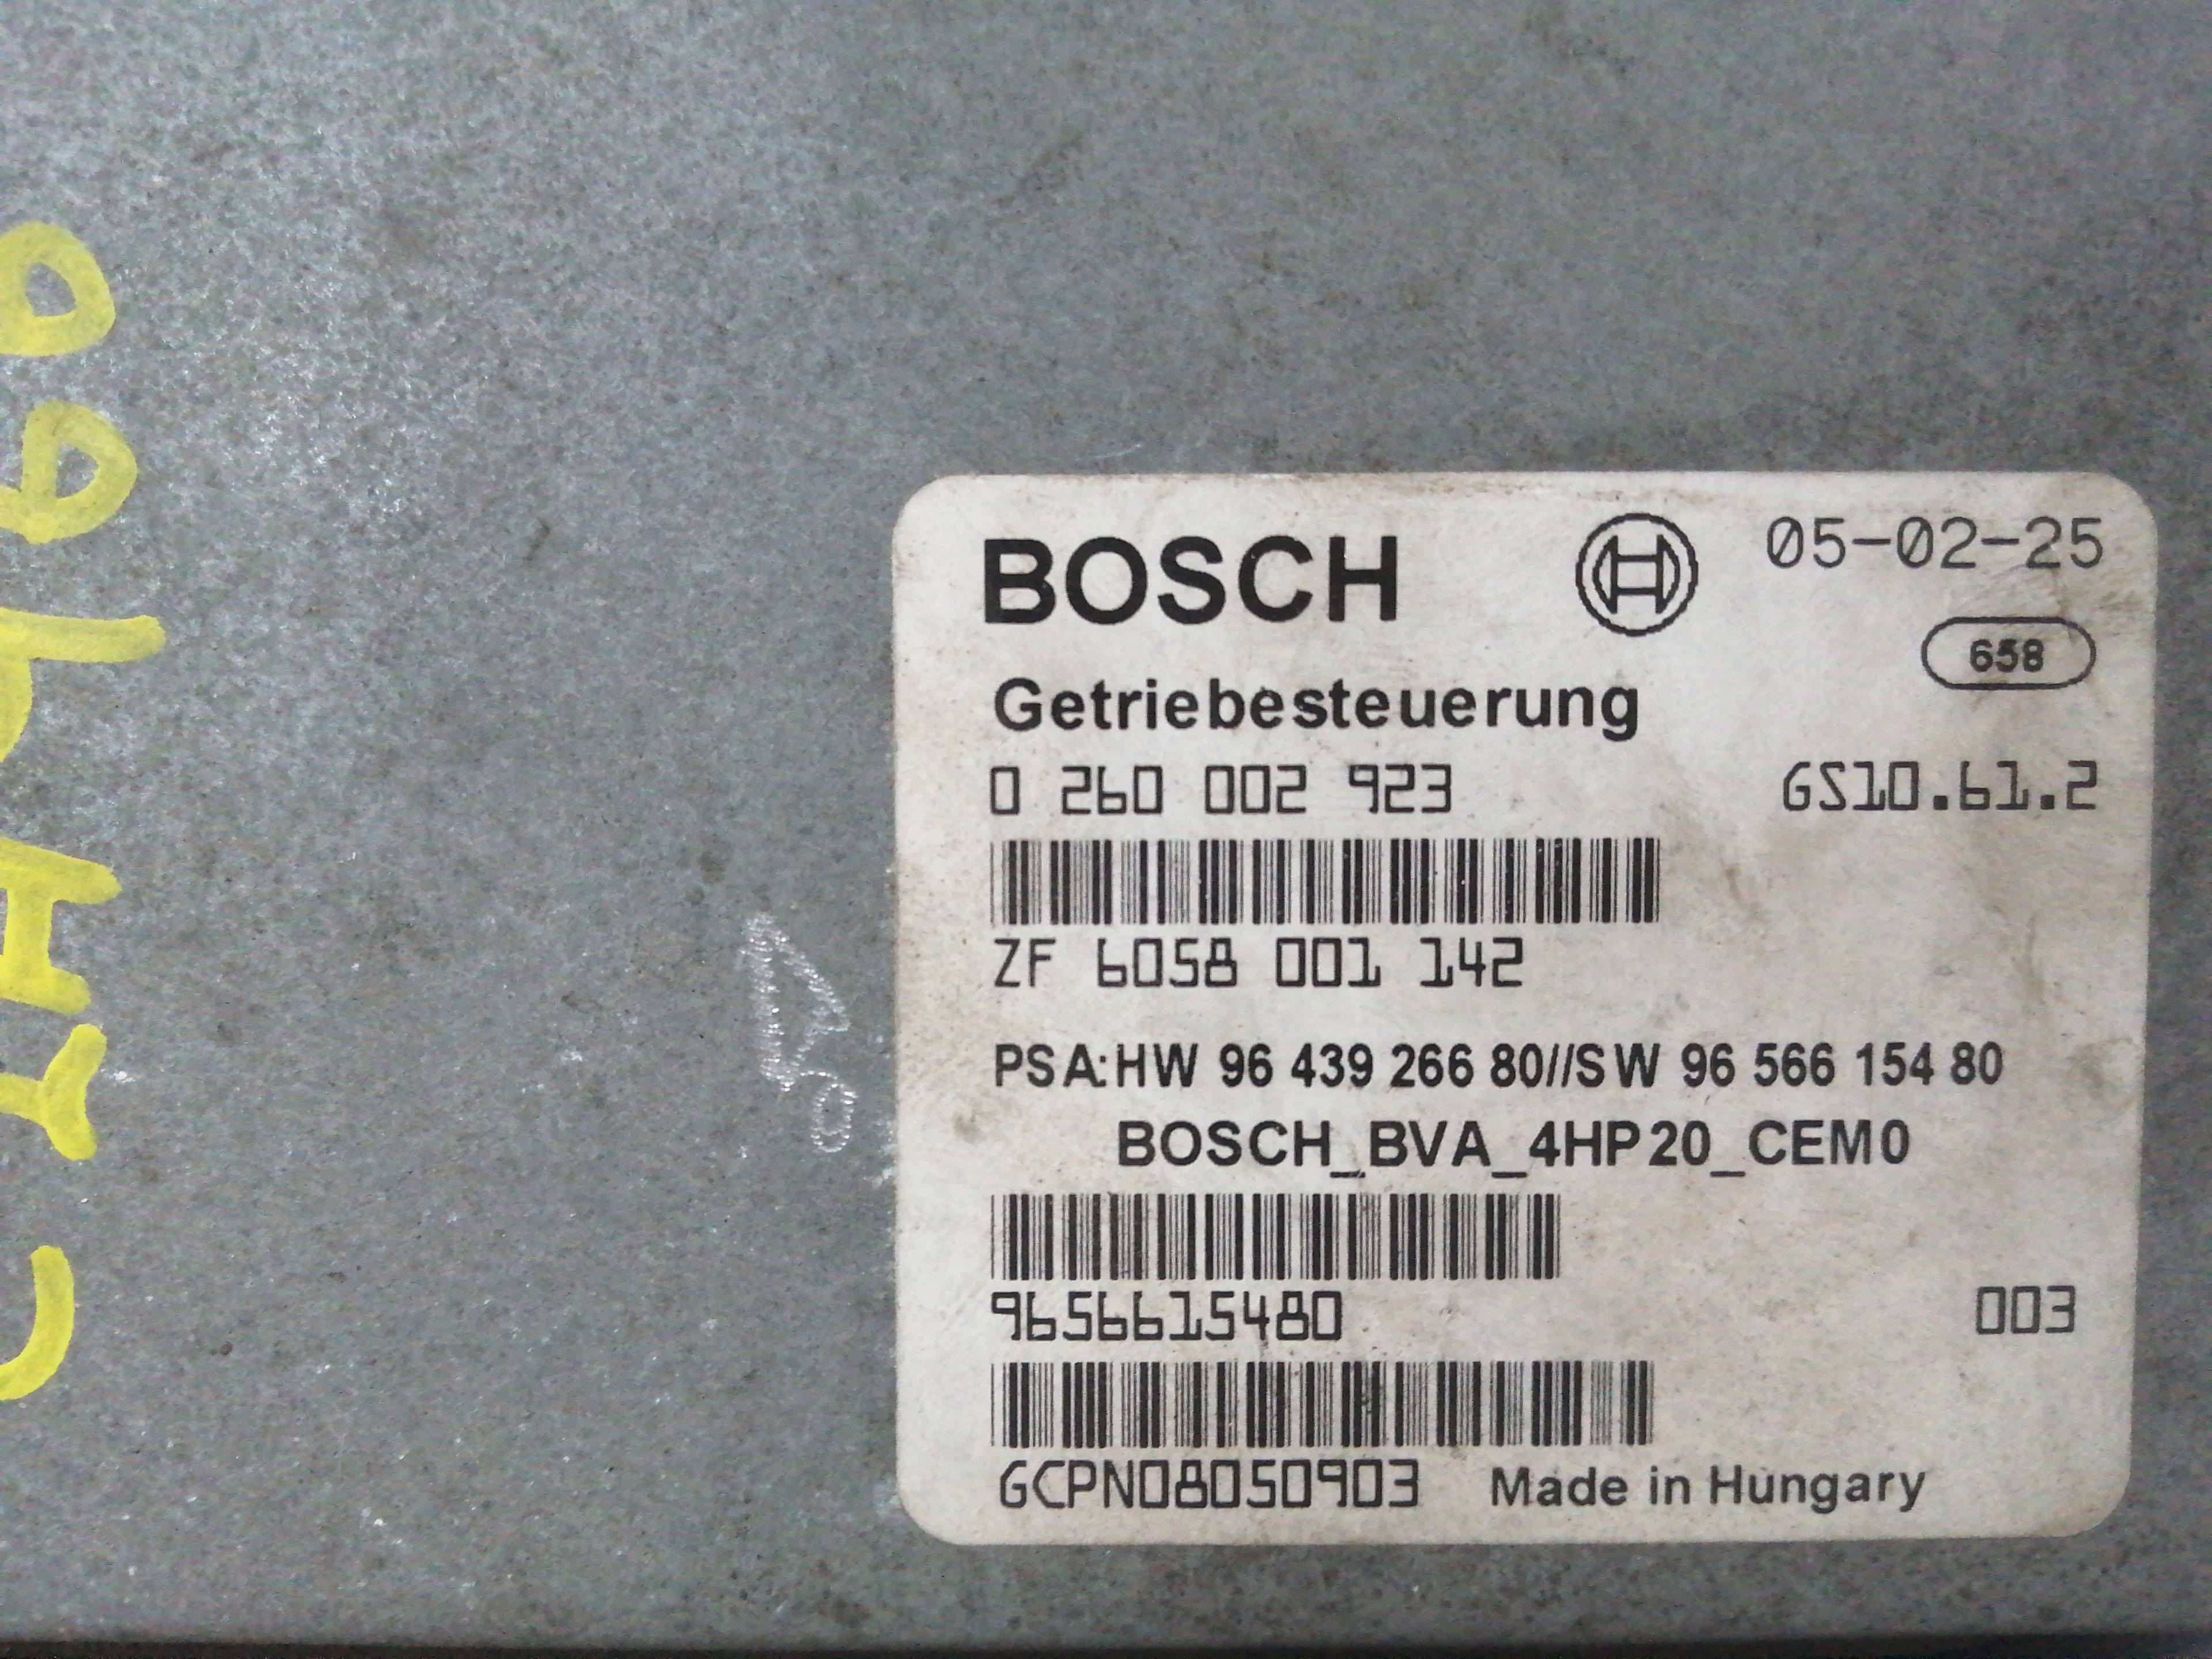 BOSCH 05-02-25
658
Getriebesteuerung
0 260 002 923 GS10.61.2
ZF 6058 001 142
PSA:HW 96 439 266 80//SW 96 566 154 80
BOSCH_BVA_4HP20_CEM0
9656615480 003
GCPN08050903 Made in Hungary